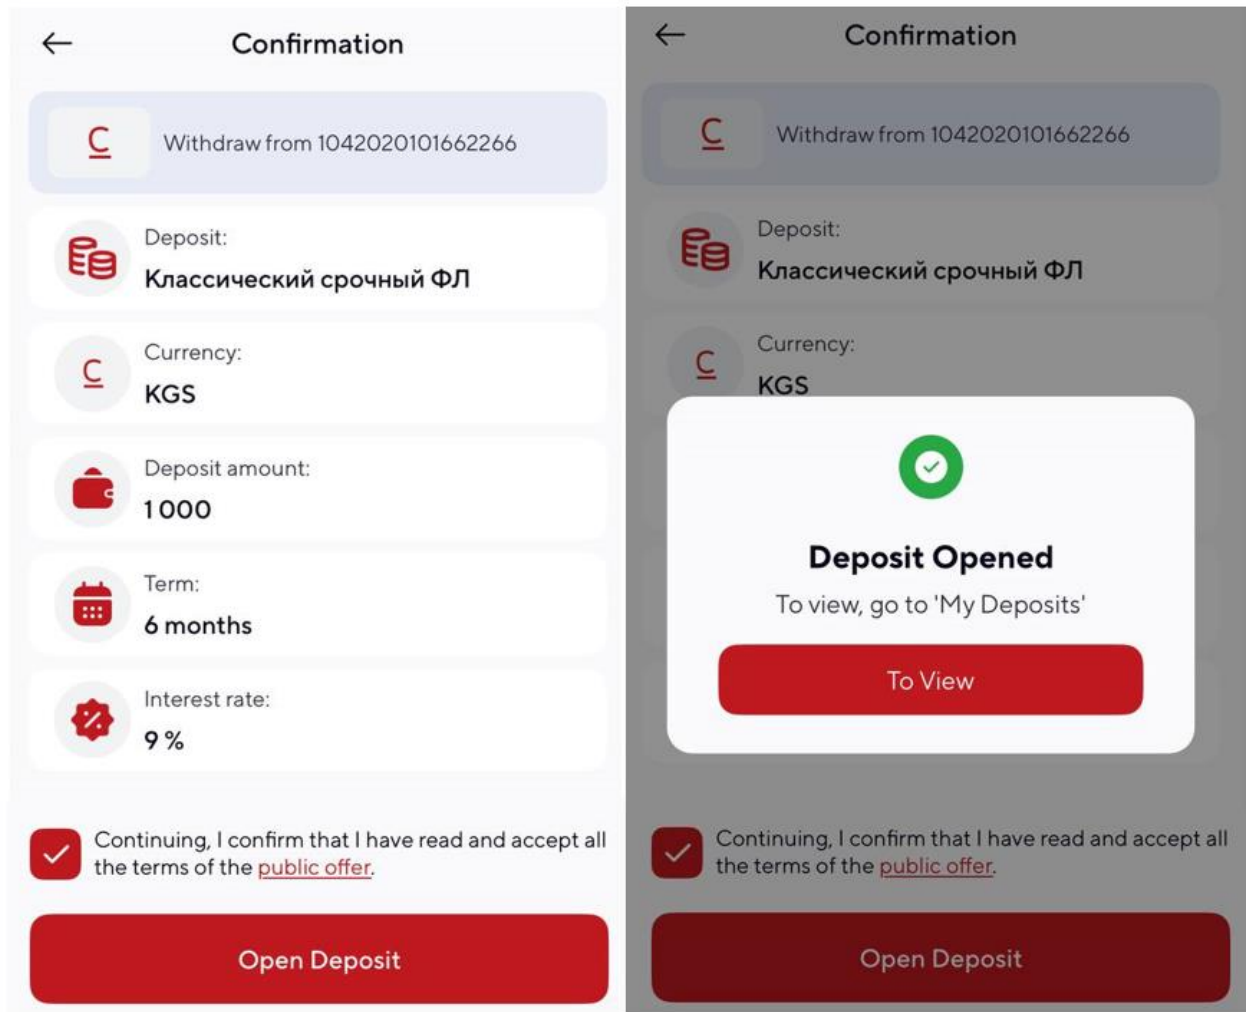 Confirmation
C
Withdraw from 1042020101662266
Deposit:
Классический срочный ФЛ
C
Currency:
KGS
Deposit amount:
1 000
Term:
6 months
Interest rate:
9 %
Continuing, I confirm that I have read and accept all
the terms of the public offer.
Open Deposit
Confirmation
C
Withdraw from 1042020101662266
Deposit:
Классический срочный ФЛ
C
Currency:
KGS
Deposit Opened
To view, go to 'My Deposits'
To View
Continuing, I confirm that I have read and accept all
the terms of the public offer.
Open Deposit